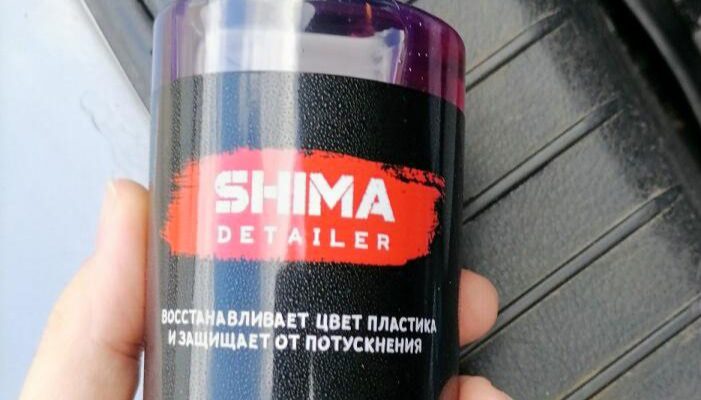 SHIMA
DETAILER
ВОССТАНАВЛИВАЕТ ЦВЕТ ПЛАСТИКА
И ЗАЩИЩАЕТ ОТ ПОТУСКНЕНИЯ